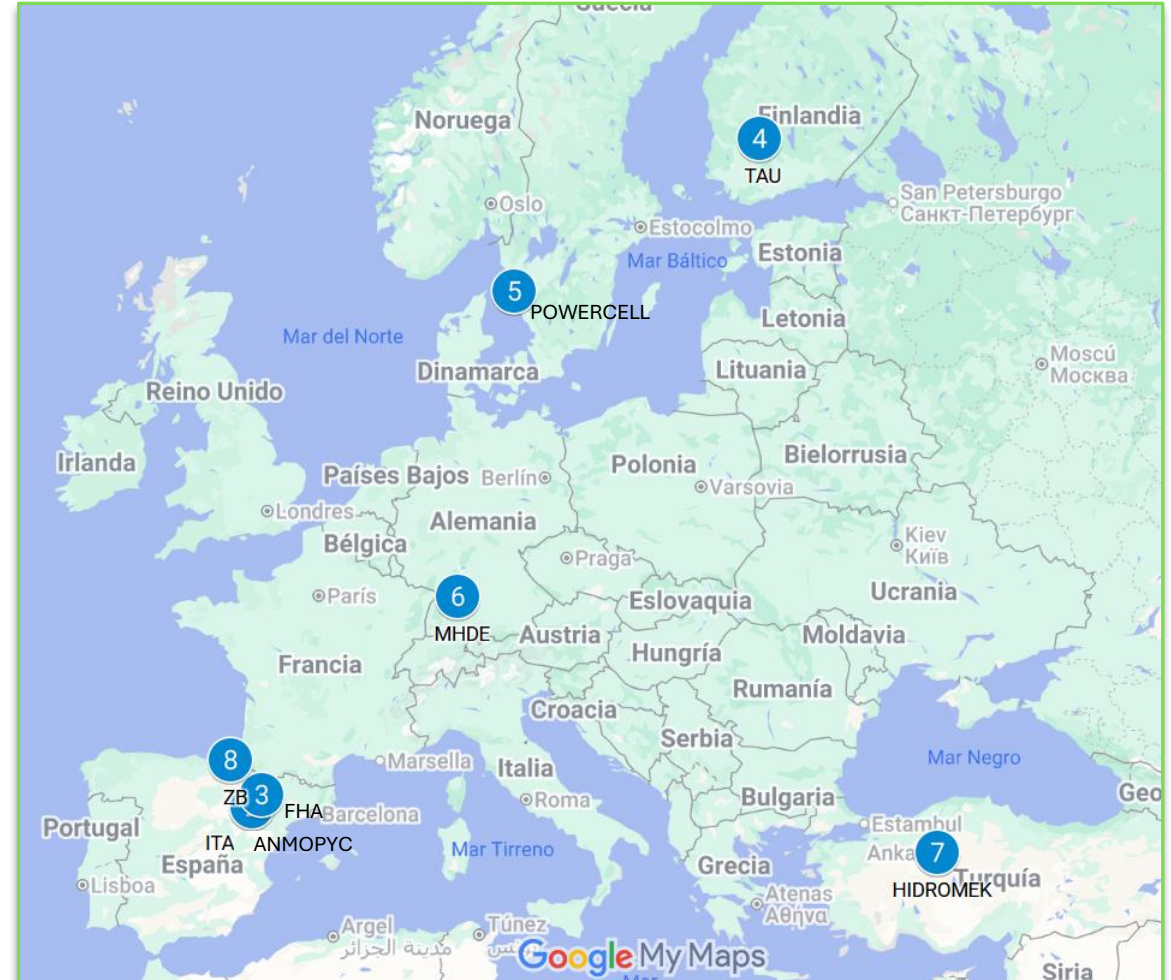 Noruega
Finlandia
4
TAU
Oslo
San Petersburgo
Санкт-Петербург
Estocolmo
Mar Báltico
Estonia
5
POWERCELL
Letonia
Mar del Norte
Moscú
Москва
Dinamarca
Lituania
Reino Unido
Irlanda
Bielorrusia
Polonia
Países Bajos
Berlín
Varsovia
Londres
Alemania
Bélgica
Kiev
Київ
Praga
París
6
Ucrania
Eslovaquia
MHDE
Austria
Moldavia
Hungría
Francia
Rumanía
Croacia
Serbia
Mar Negro
8
Marsella
Italia
ZB
3
FHA
Roma
Bulgaria
Geo
Barcelona
Portugal
Estambul
ITA
ANMOPYC
Mar Tirreno
Anka
7
España
Grecia
Turquía
Lisboa
HIDROMEK
Atenas
Αθήνα
Argel
مدينة الجزائر
Túnez
Google My Maps
Siria